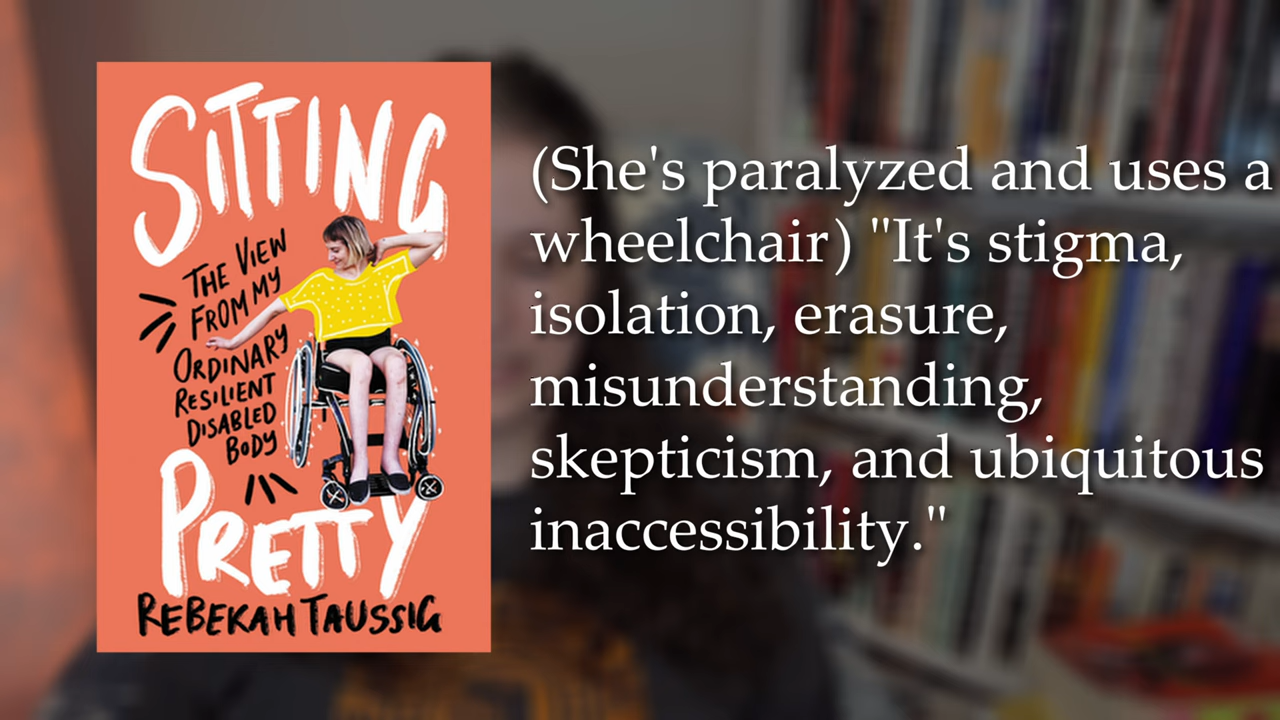 SITTING
THE VIEW
FROM MY
ORDINARY
RESILIENT
DISABLED
BODY
PRETTY
REBEKAH TAUSSIG
(She's paralyzed and uses a
wheelchair) "It's stigma,
isolation, erasure,
misunderstanding,
skepticism, and ubiquitous
inaccessibility."